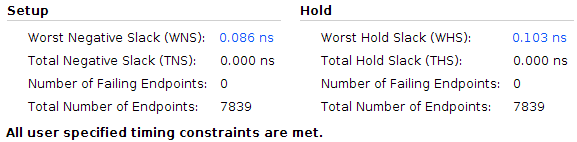 Setup
Worst Negative Slack (WNS): 0.086 ns
Total Negative Slack (TNS): 0.000 ns
Number of Failing Endpoints: 0
Total Number of Endpoints: 7839
Hold
Worst Hold Slack (WHS): 0.103 ns
Total Hold Slack (THS): 0.000 ns
Number of Failing Endpoints: 0
Total Number of Endpoints: 7839
All user specified timing constraints are met.